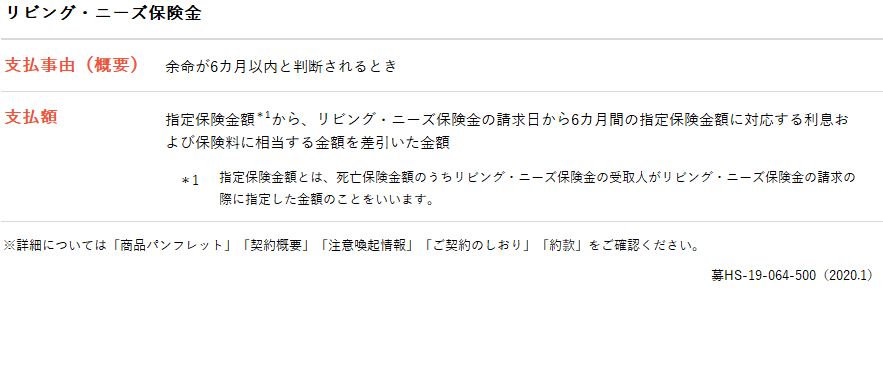 リビング・ニーズ保険金
支払事由（概要）
余命が6カ月以内と判断されるとき
支払額
指定保険金額*1から、リビング・ニーズ保険金の請求日から6カ月間の指定保険金額に対応する利息お
よび保険料に相当する金額を差引いた金額
*1 指定保険金額とは、死亡保険金額のうちリビング・ニーズ保険金の受取人がリビング・ニーズ保険金の請求の
際に指定した金額のことをいいます。
※詳細については「商品パンフレット」「契約概要」「注意喚起情報」「ご契約のしおり」「約款」をご確認ください。
募HS-19-064-500（2020.1）